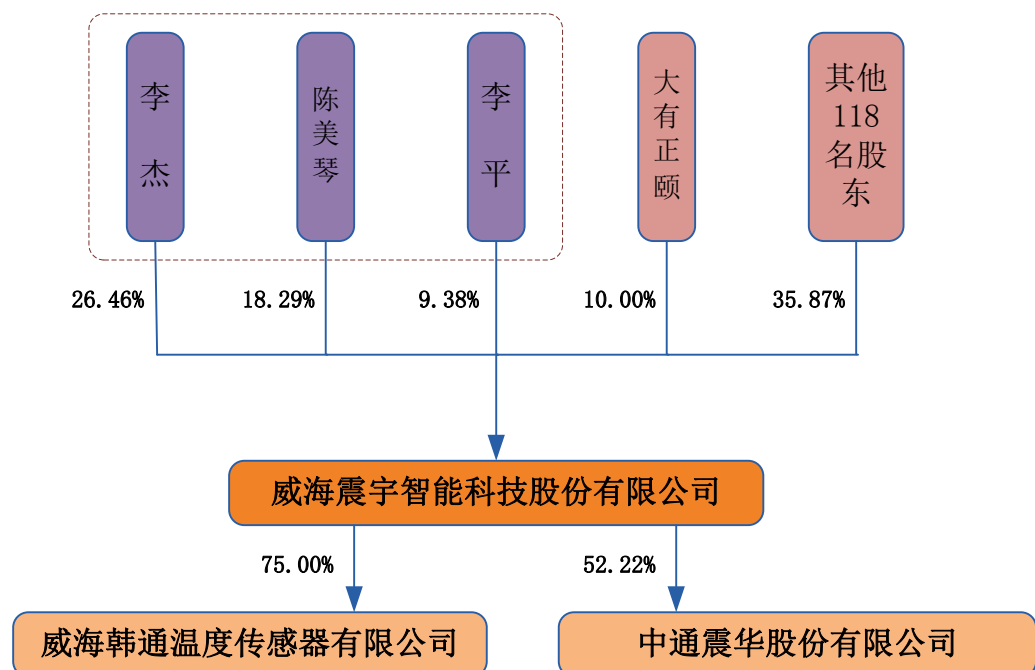 李杰
陈美琴
李平
大有正颐
其他
118
名股
东
26.46%
18.29%
9.38%
10.00%
35.87%
威海震宇智能科技股份有限公司
75.00%
52.22%
威海韩通温度传感器有限公司
中通震华股份有限公司